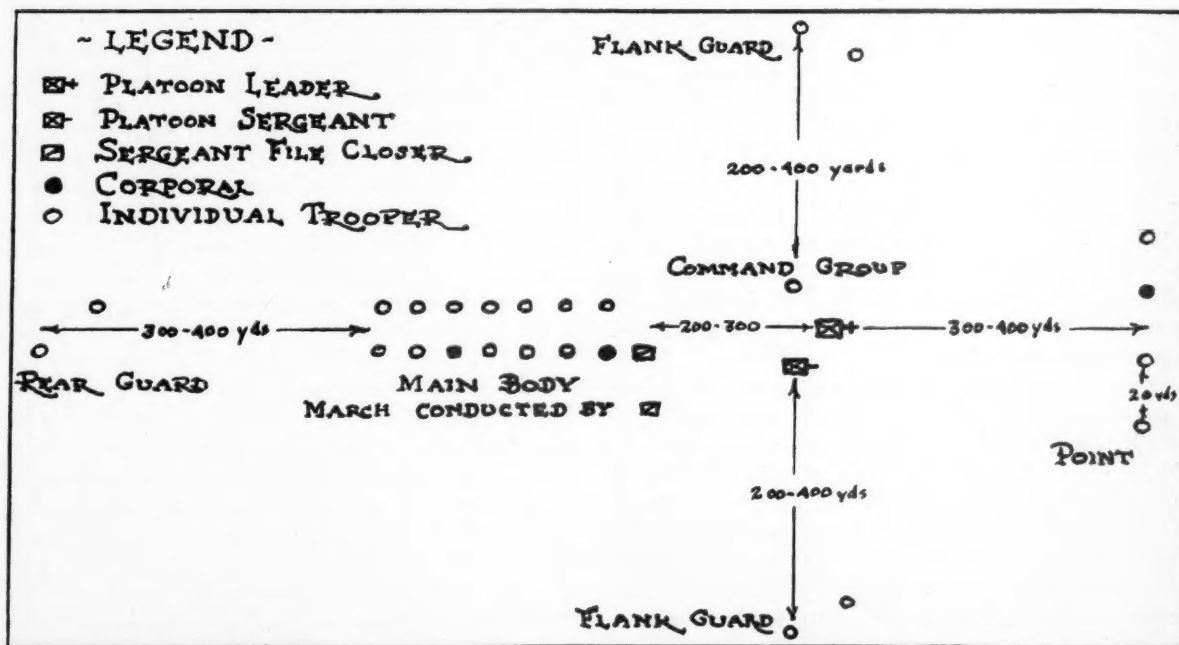 ~ LEGEND -
PLATOON LEADER
PLATOON SERGEANT
SERGEANT FILE CLOSER
CORPORAL
INDIVIDUAL TROOPER
FLANK GUARD
200-400 yards
COMMAND GROUP
300-400 yds
200-300
300-400 yds
REAR GUARD
MAIN BODY
MARCH CONDUCTED BY
20 yds
POINT
200-400 yds
FLANK GUARD